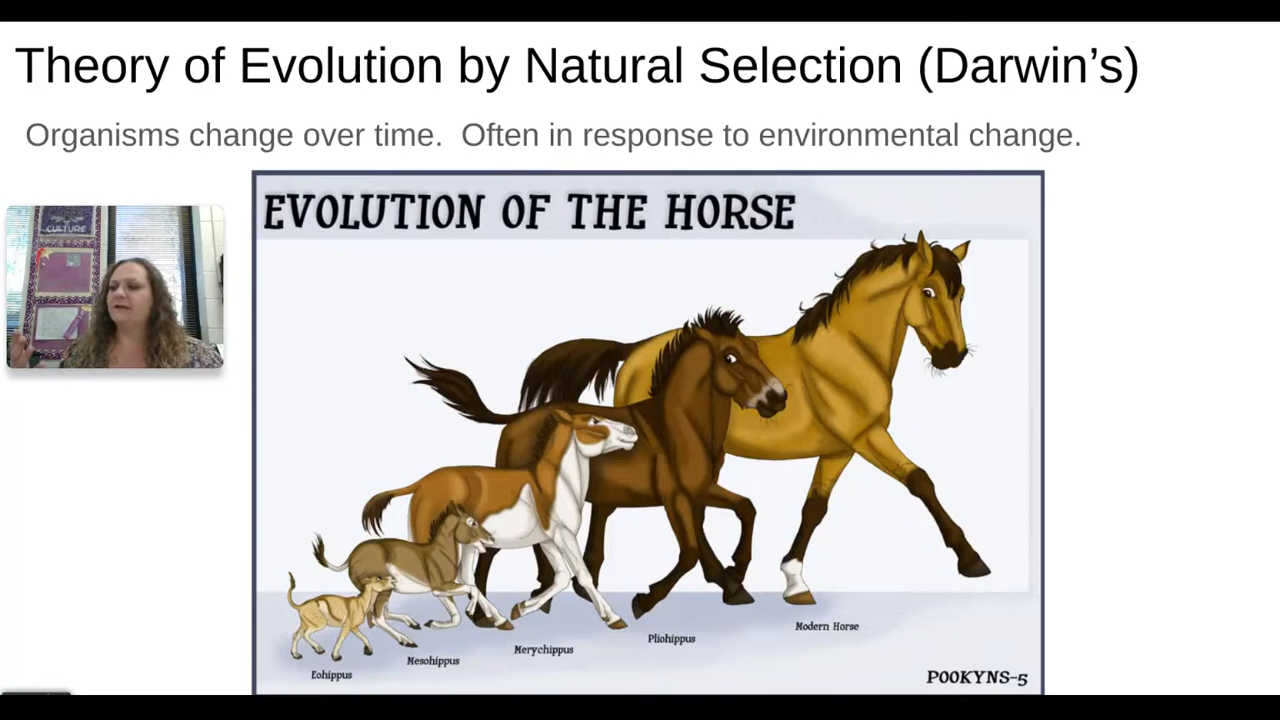 Theory of Evolution by Natural Selection (Darwin’s)
Organisms change over time.  Often in response to environmental change.
EVOLUTION OF THE HORSE
CULTURE
Modern Horse
Pliohippus
Merychippus
Mesohippus
Eohippus
POOKYNS-5